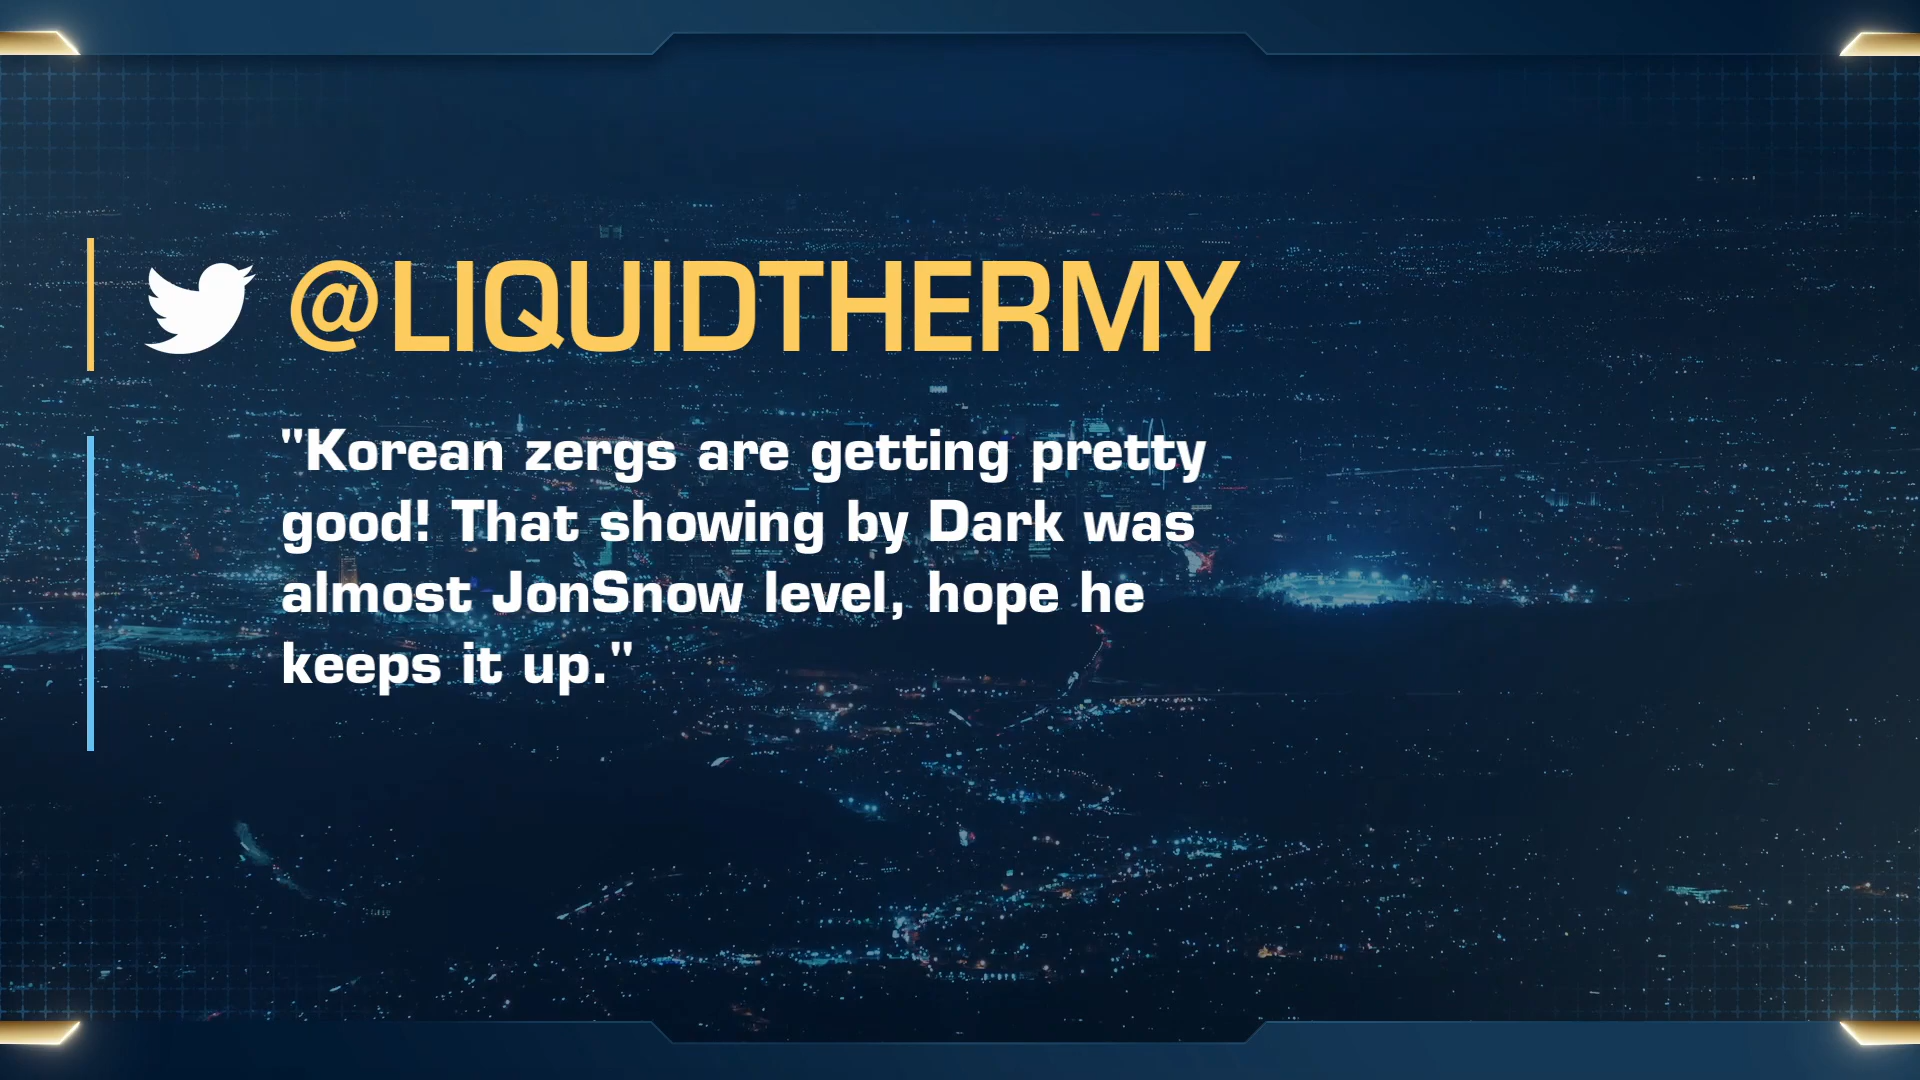 @LIQUIDTHERMY
"Korean zergs are getting pretty
good! That showing by Dark was
almost JonSnow level, hope he
keeps it up."